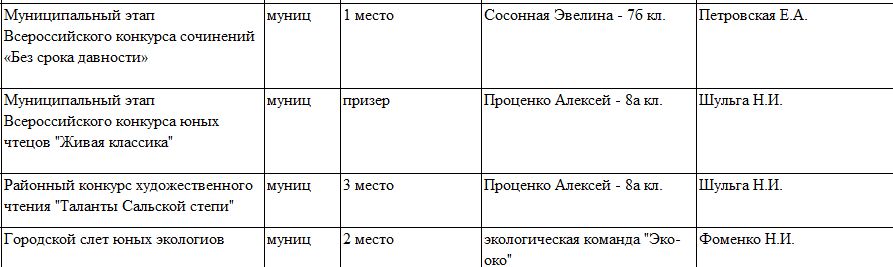 Муниципальный этап
Всероссийского конкурса сочинений
«Без срока давности»
муниц
1 место
Сосонная Эвелина - 7б кл.
Петровская Е.А.
Муниципальный этап
Всероссийского конкурса юных
чтецов "Живая классика"
муниц
призер
Проценко Алексей - 8а кл.
Шульга Н.И.
Районный конкурс художественного
чтения "Таланты Сальской степи"
муниц
3 место
Проценко Алексей - 8а кл.
Шульга Н.И.
Городской слет юных экологиов
муниц
2 место
экологическая команда "Эко-
око"
Фоменко Н.И.